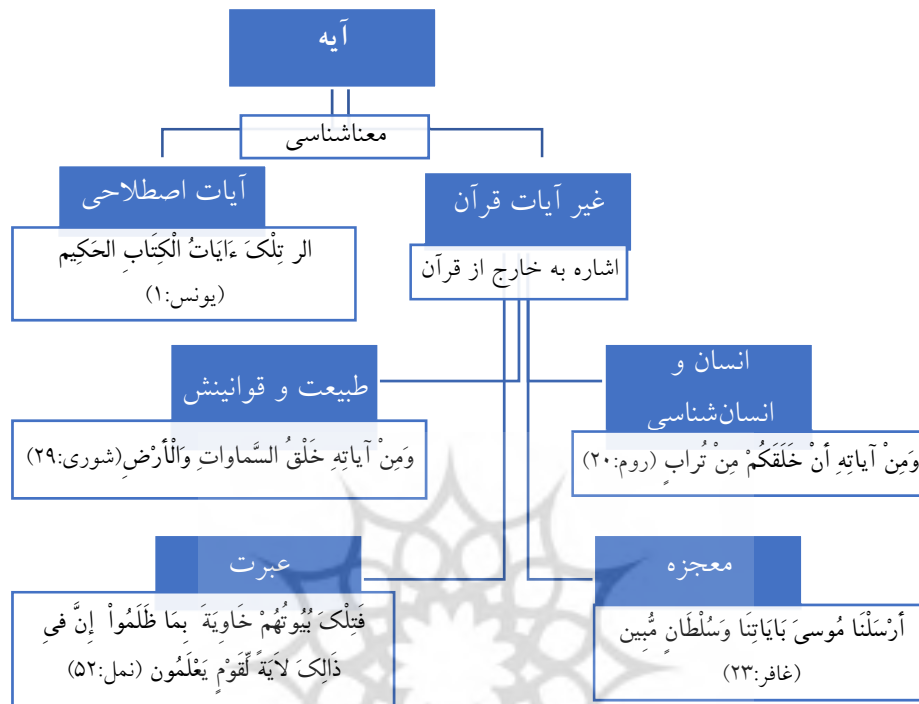 آیه
معناشناسی
غیر آیات قرآن
اشاره به خارج از قرآن
آیات اصطلاحی
الر تِلْکَ ءَایَاتُ الْکِتَابِ الحَکِیم
(یونس:۱)
انسان و
انسان‌شناسی
وَمِنْ آیاتِهِ أَنْ خَلَقَکُمْ مِنْ تُرابٍ (روم:۲۰)
طبیعت و قوانینش
وَمِنْ آیاتِهِ خَلْقُ السَّماواتِ وَالْأَرْضِ(شوری:۲۹)
معجزه
أَرْسَلْنَا مُوسیَ بَایَاتِنَا وَسُلْطَانٍ مُّبِین
(غافر:۲۳)
عبرت
فَتِلْکَ بُیُوتُهُمْ خَاوِیَةَ بِمَا ظَلَمُواْ إِنَّ فیِ
ذَالِکَ لاَیَةً لِّقَوْمٍ یَعْلَمُون (نمل:۵۲)